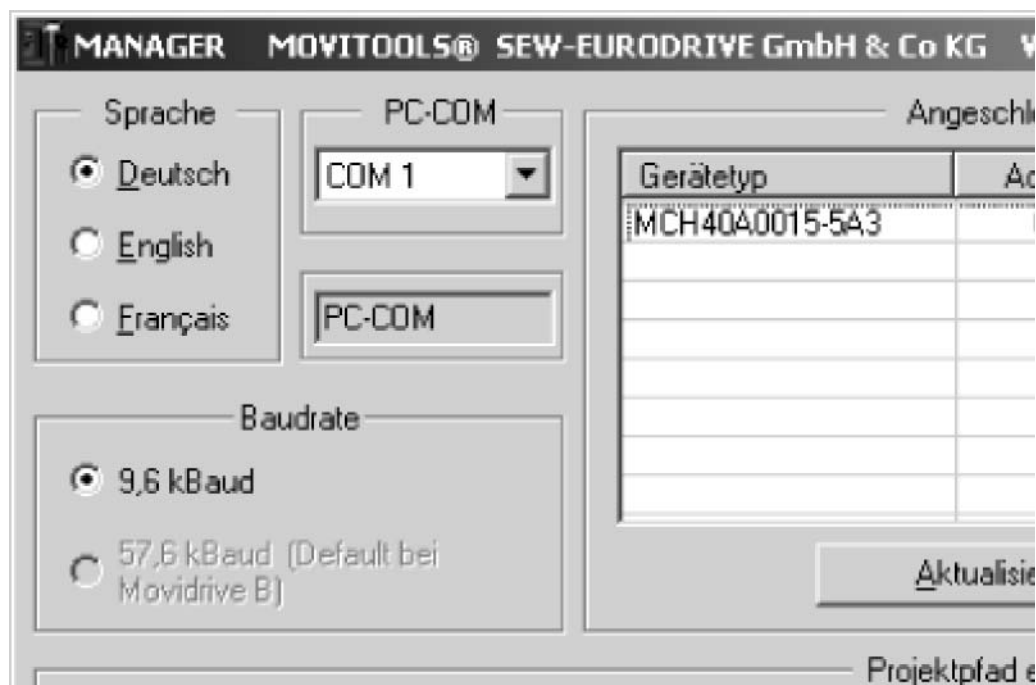 MANAGER MOVITOOLS® SEW-EURODRIVE GmbH & Co KG
Sprache
Deutsch
English
Français
PC-COM
COM 1
PC-COM
Baudrate
9,6 kBaud
57,6 kBaud (Default bei
Movidrive B)
Gerätetyp
MCH40A0015-5A3
Projektpfad